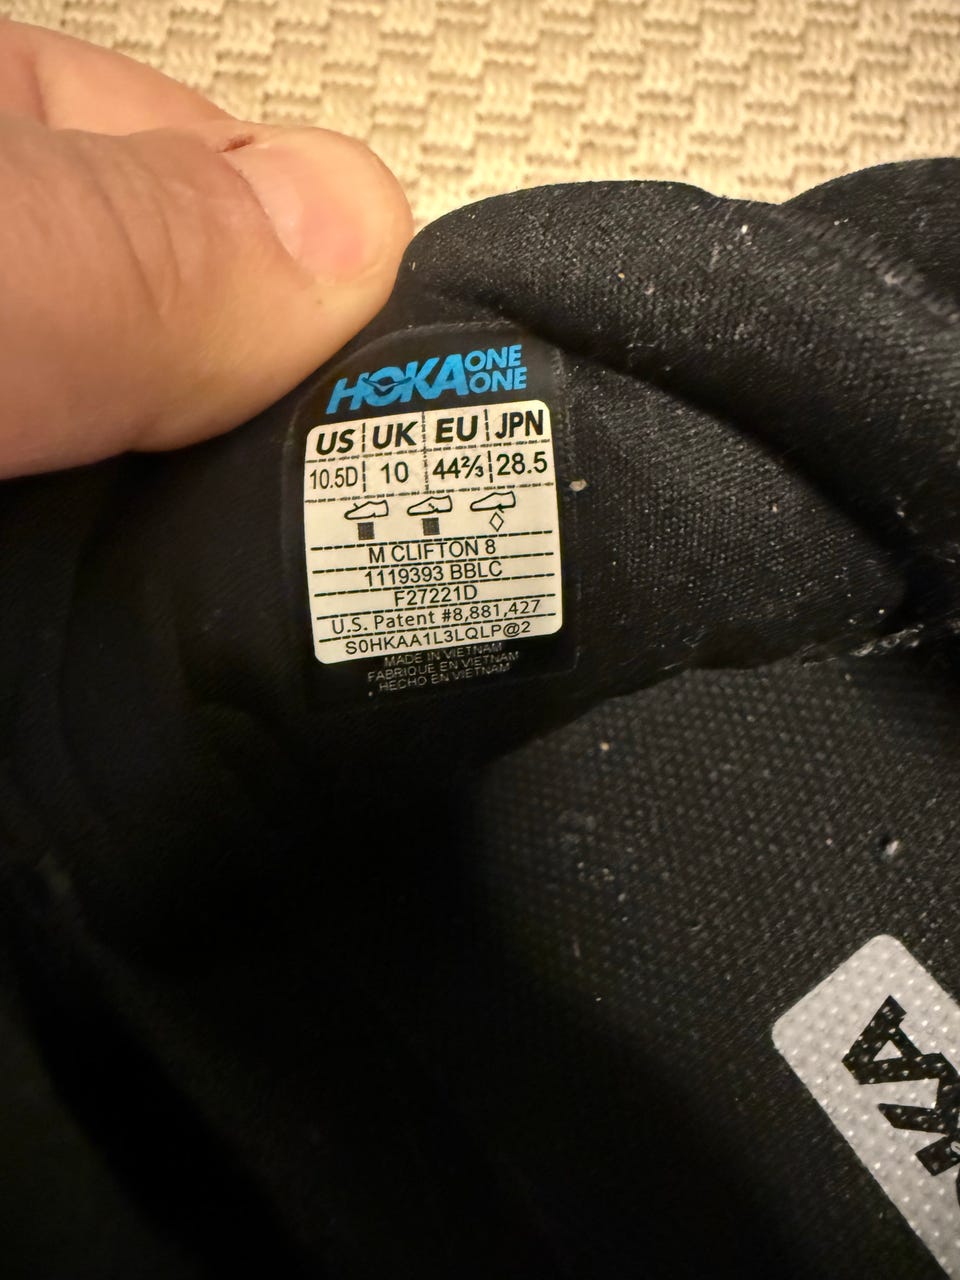 HOKA ONE ONE
US UK EU JPN
10.5D 10 44⅔ 28.5
M CLIFTON 8
1119393 BBLC
F27221D
U.S. Patent #8,881,427
S0HKAA1L3LQLP@2
MADE IN VIETNAM
FABRIQUE EN VIETNAM
HECHO EN VIETNAM
KA